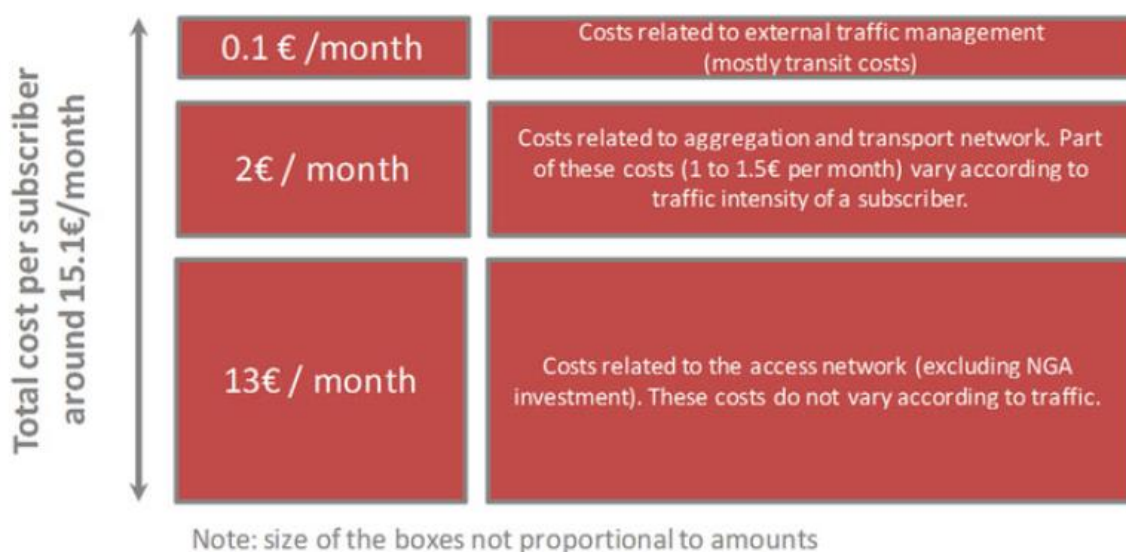 Total cost per subscriber
around 15.1€/month
0.1 € /month
Costs related to external traffic management
(mostly transit costs)
2€ / month
Costs related to aggregation and transport network. Part
of these costs (1 to 1.5€ per month) vary according to
traffic intensity of a subscriber.
13€ / month
Costs related to the access network (excluding NGA
investment). These costs do not vary according to traffic.
Note: size of the boxes not proportional to amounts